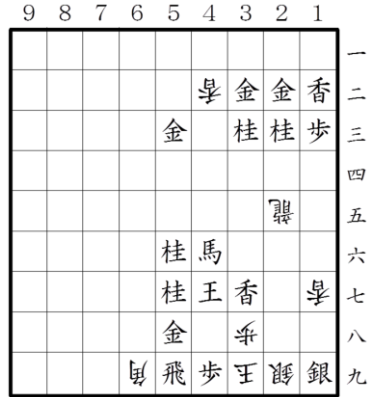 9 8 7 6 5 4 3 2 1
香 金 金 香 二
金 桂 桂 歩 三
四
龍 五
桂 馬 六
桂 王 香 香 七
金 歩 八
角 飛 歩 王 銀 銀 九
一